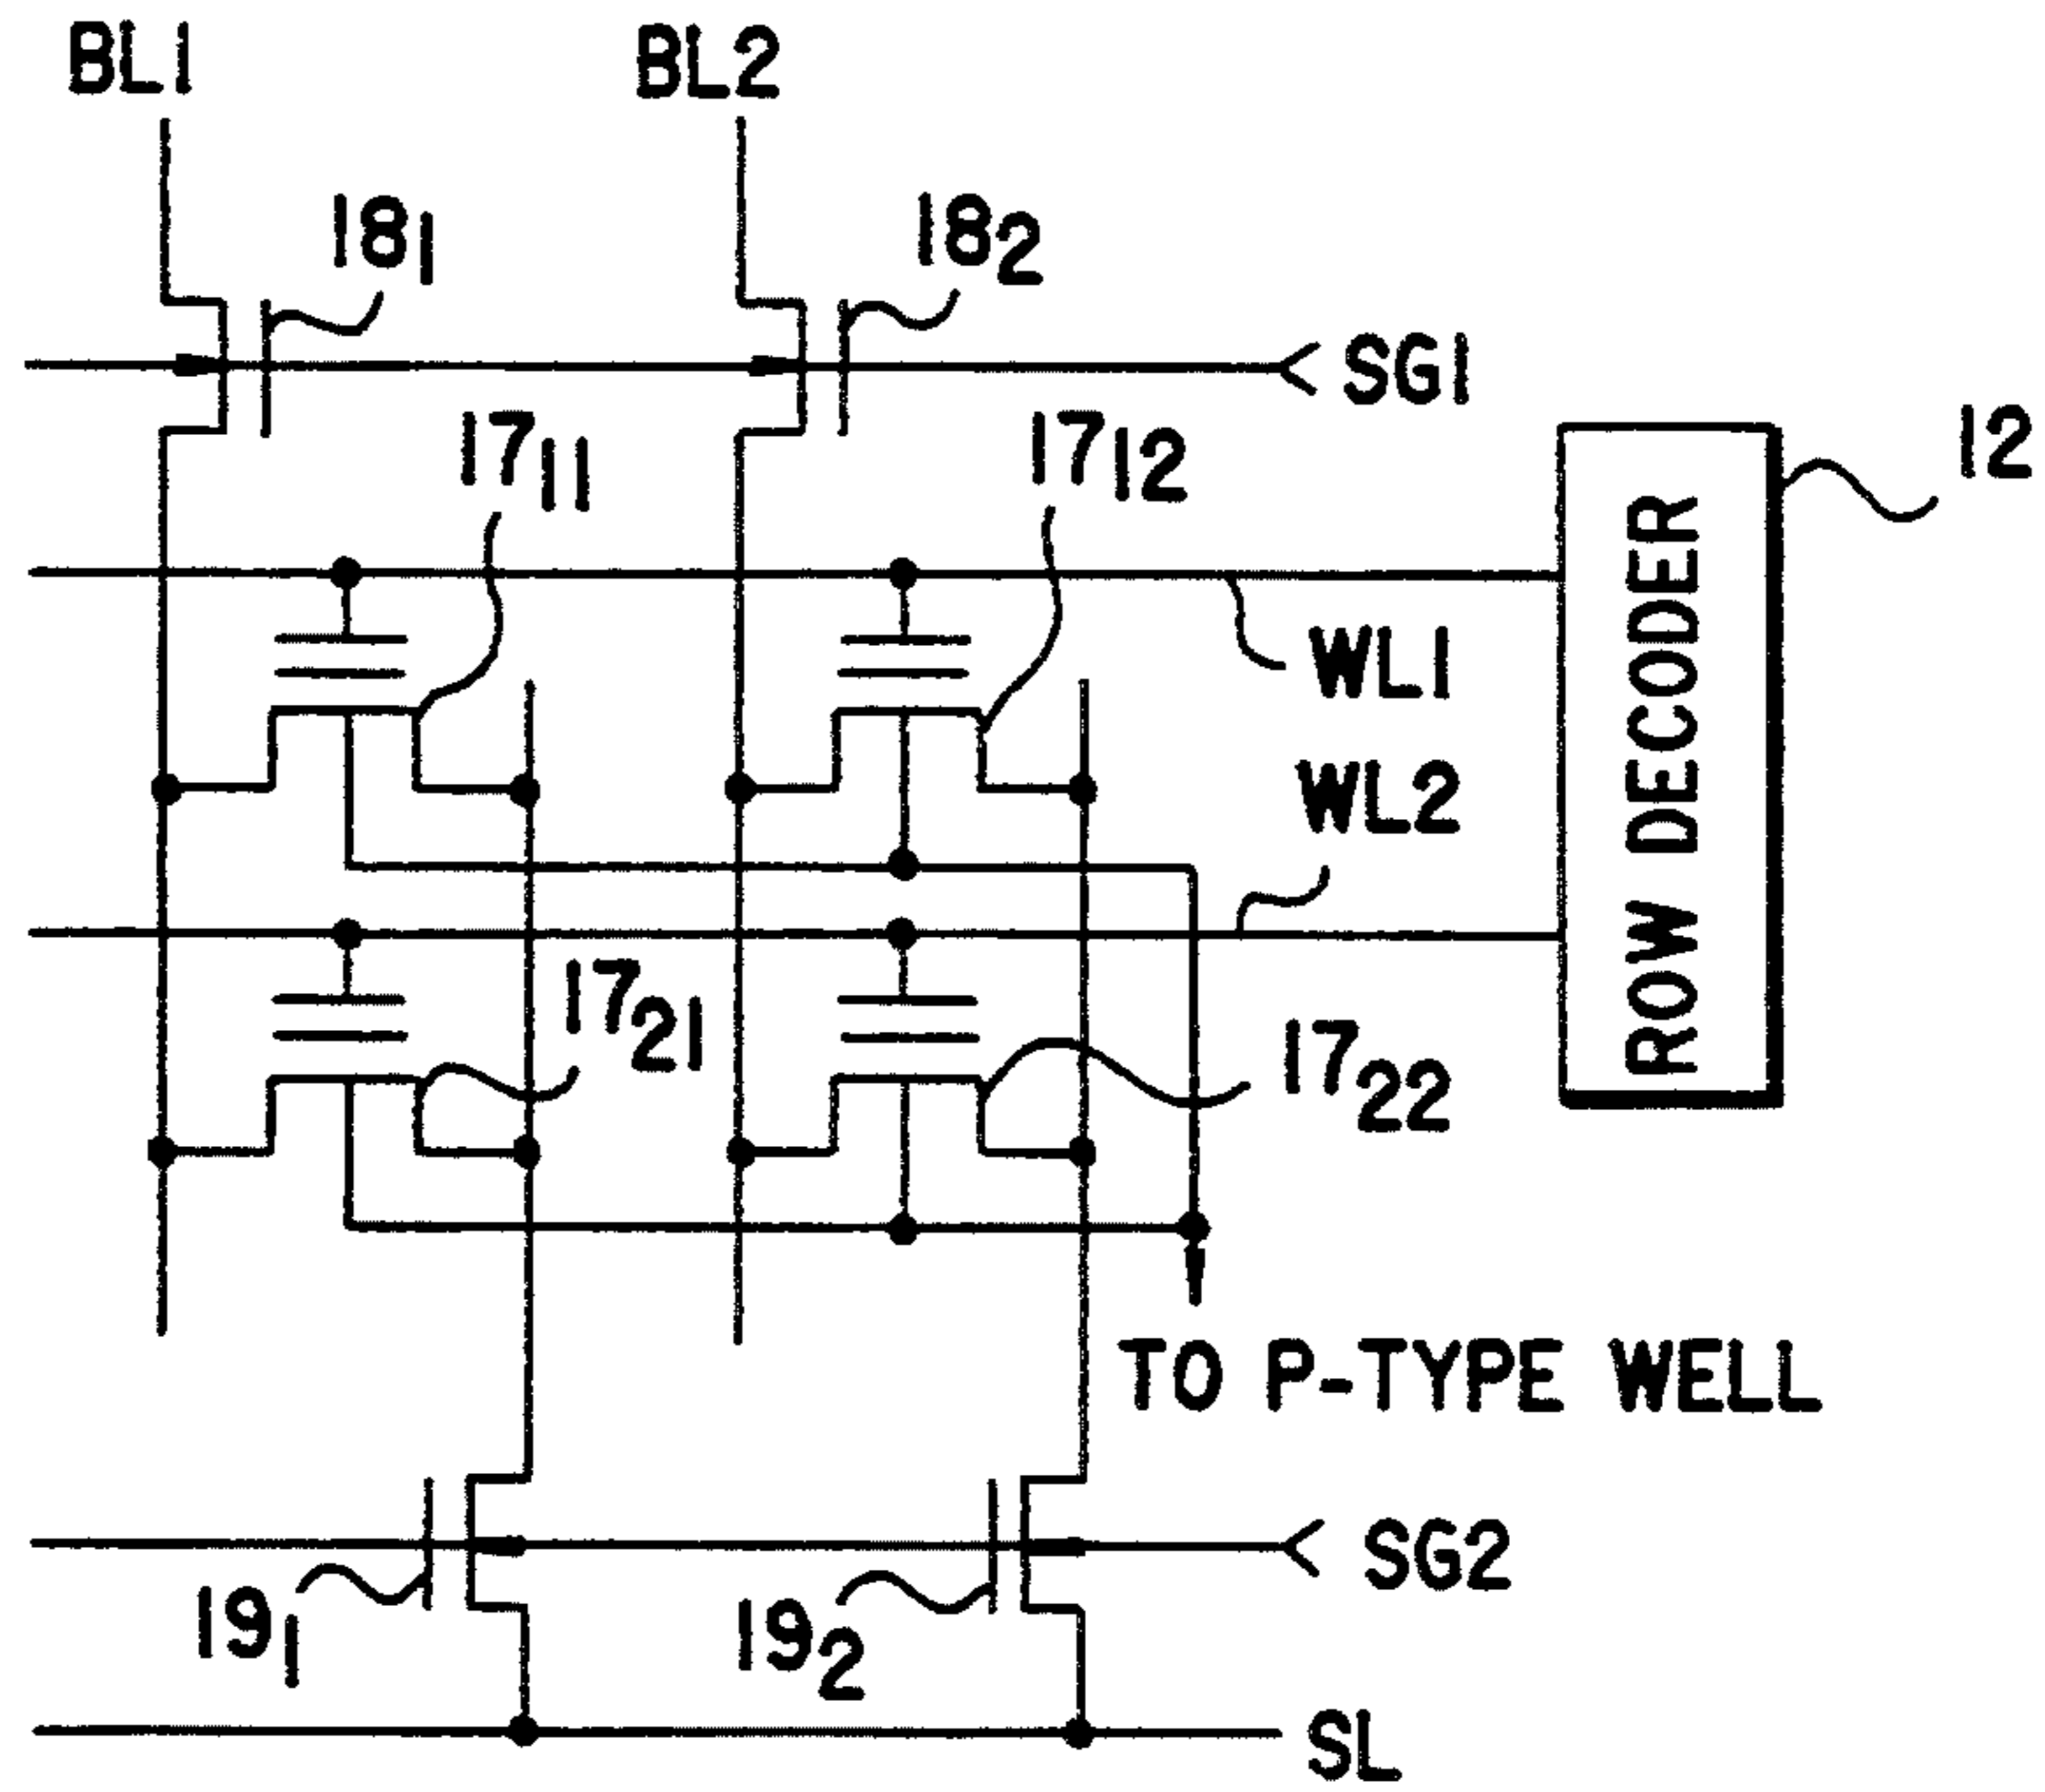 BL1 BL2
18₁ 18₂
SG1
17₁₁ 17₁₂
12
WL1
WL2
ROW DECODER
17₂₁
17₂₂
TO P-TYPE WELL
SG2
19₁ 19₂
SL